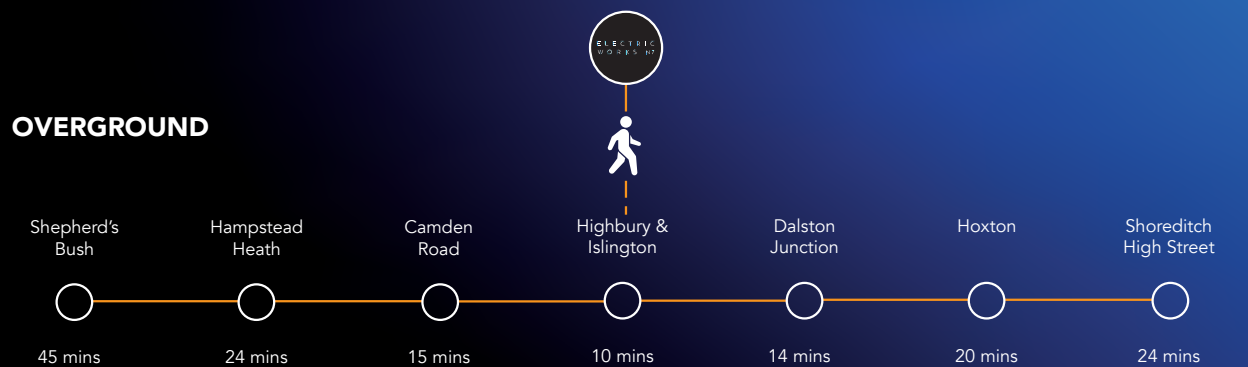 ELECTRIC
WORKS N7
OVERGROUND
Shepherd's
Bush
Hampstead
Heath
Camden
Road
Highbury &
Islington
Dalston
Junction
Hoxton
Shoreditch
High Street
45 mins
24 mins
15 mins
10 mins
14 mins
20 mins
24 mins